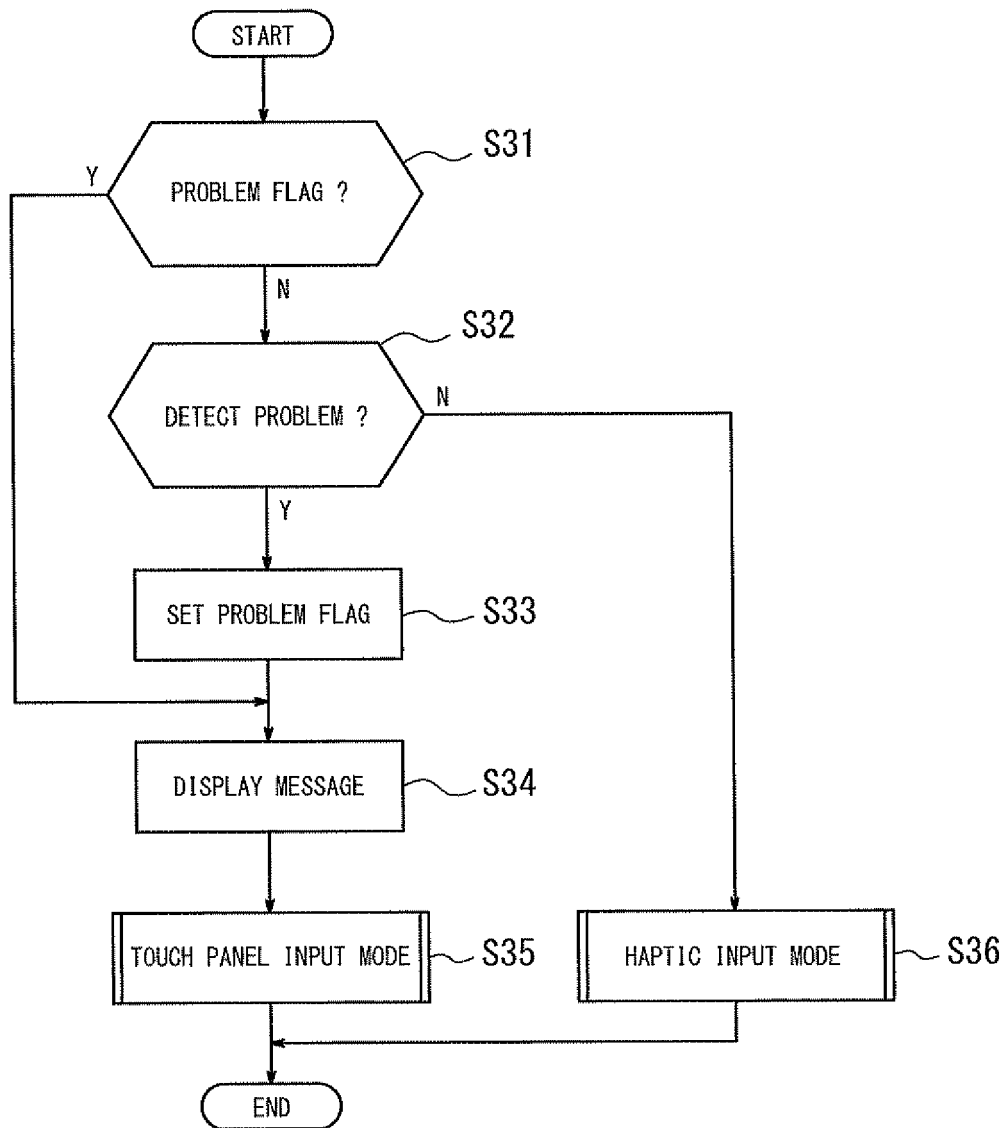 START
S31
Y
PROBLEM FLAG ?
N
S32
DETECT PROBLEM ?
N
Y
SET PROBLEM FLAG
S33
DISPLAY MESSAGE
S34
TOUCH PANEL INPUT MODE
S35
HAPTIC INPUT MODE
S36
END